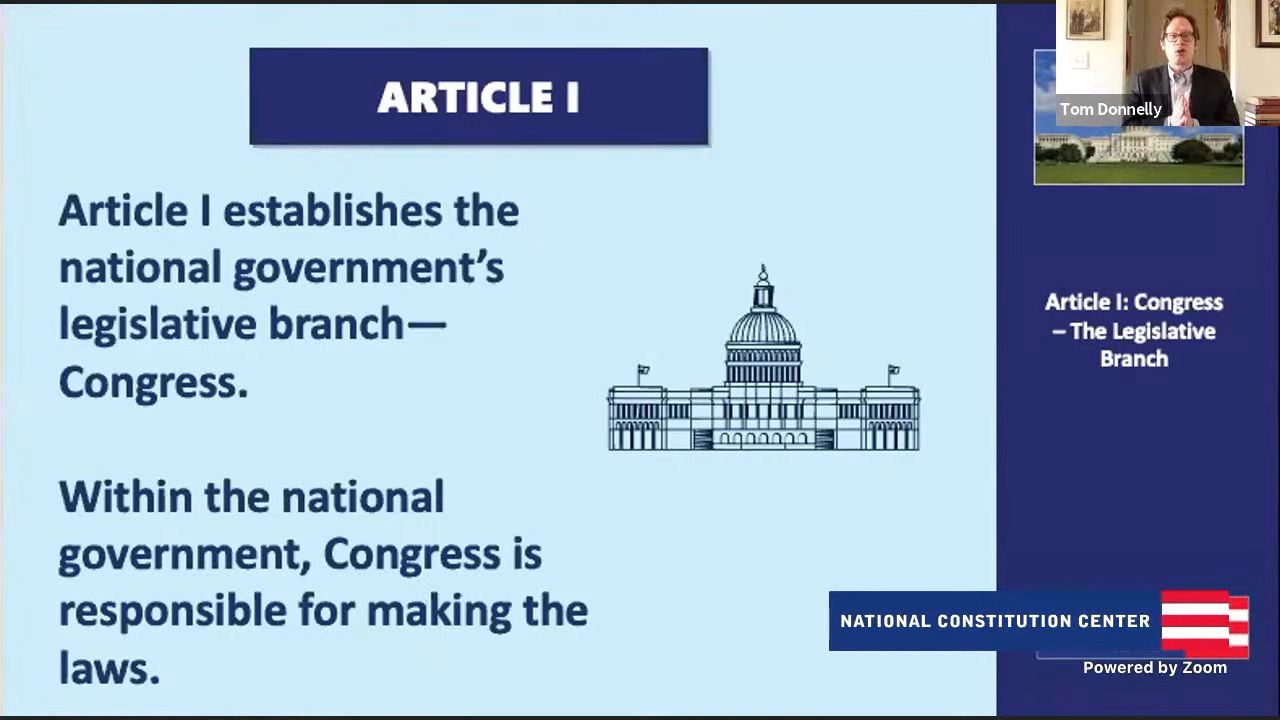 ARTICLE I
Article I establishes the
national government’s
legislative branch—
Congress.
Within the national
government, Congress is
responsible for making the
laws.
Tom Donnelly
Article I: Congress
– The Legislative
Branch
NATIONAL CONSTITUTION CENTER
Powered by Zoom